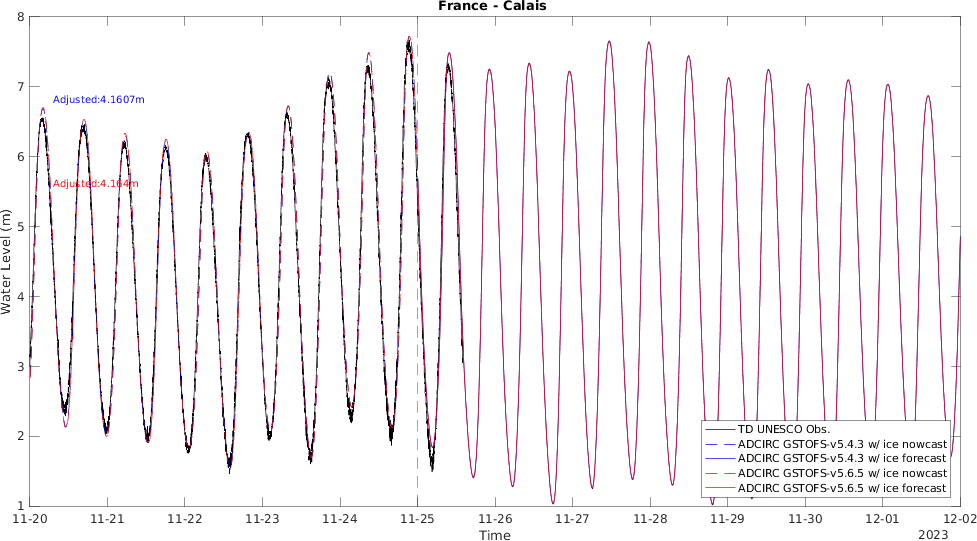 France - Calais
8
7
6
5
4
3
2
1
Water Level (m)
Adjusted:4.1607m
Adjusted:4.164m
TD UNESCO Obs.
ADCIRC GSTOFS-v5.4.3 w/ ice nowcast
ADCIRC GSTOFS-v5.4.3 w/ ice forecast
ADCIRC GSTOFS-v5.6.5 w/ ice nowcast
ADCIRC GSTOFS-v5.6.5 w/ ice forecast
11-20 11-21 11-22 11-23 11-24 11-25 11-26 11-27 11-28 11-29 11-30 12-01 12-02
Time
2023